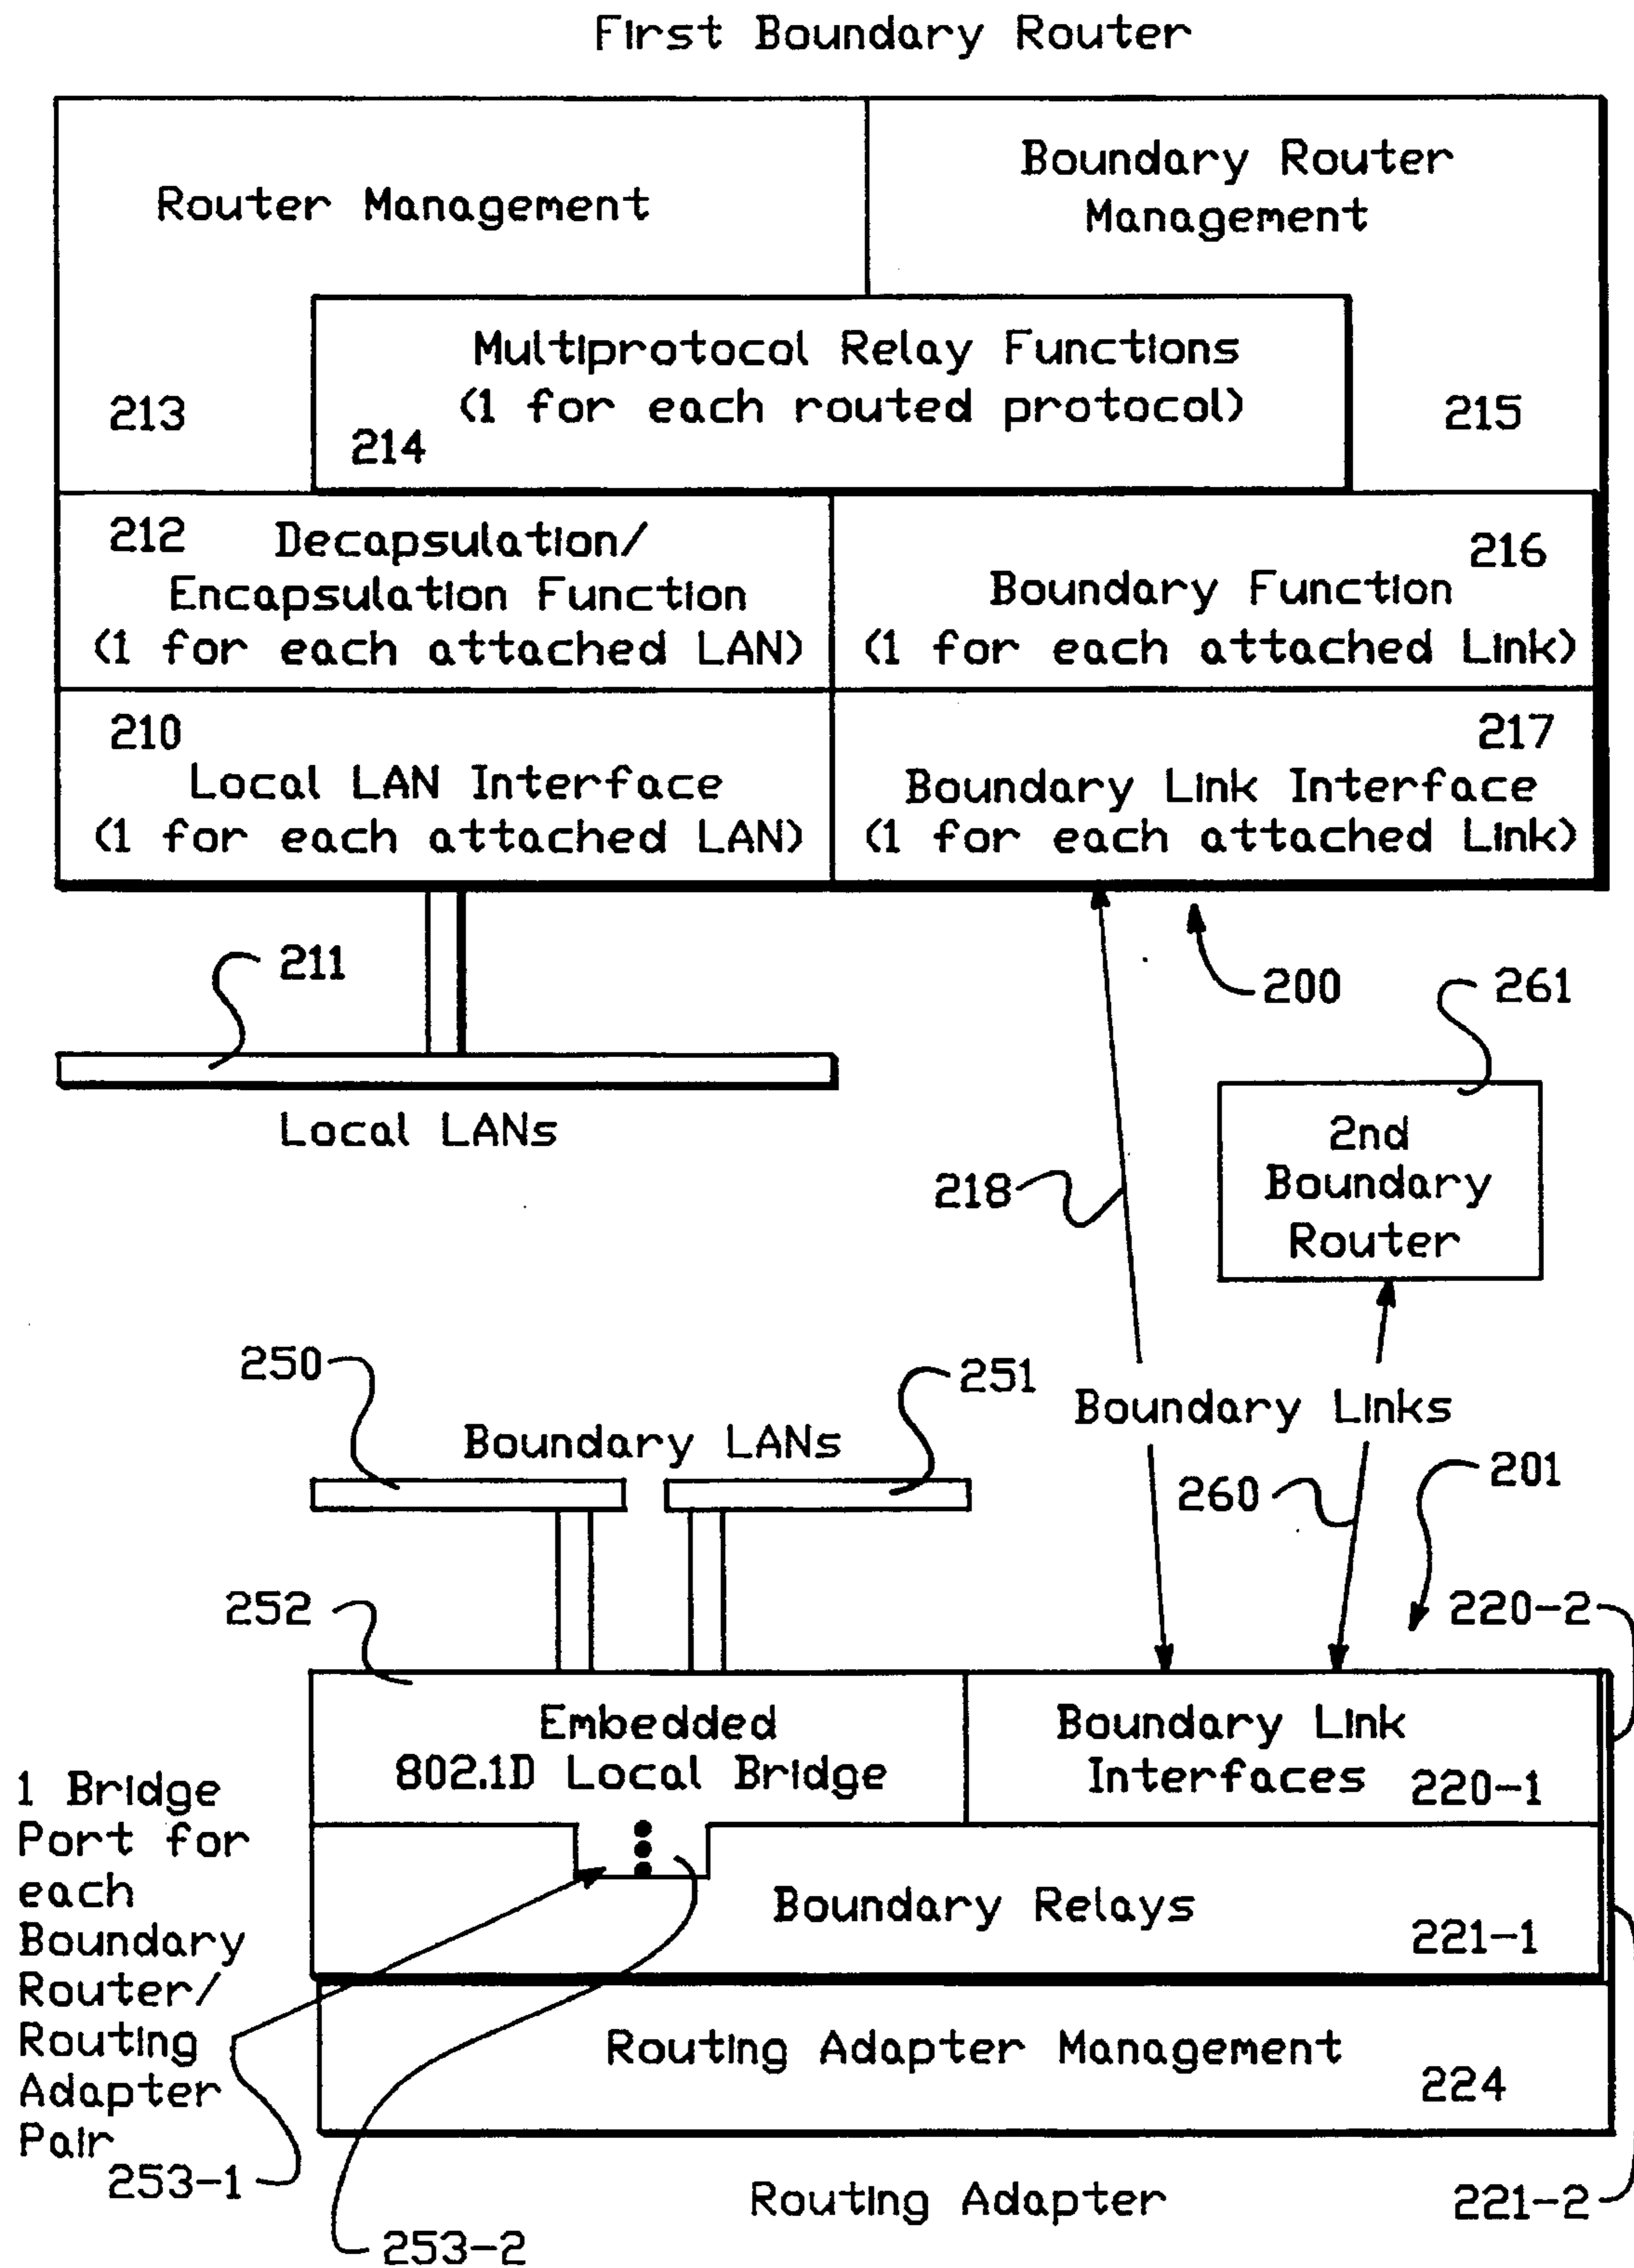 First Boundary Router
Router Management
Boundary Router
Management
Multiprotocol Relay Functions
(1 for each routed protocol)
213
214
215
212
Decapsulation/
Encapsulation Function
(1 for each attached LAN)
216
Boundary Function
(1 for each attached Link)
210
Local LAN Interface
(1 for each attached LAN)
217
Boundary Link Interface
(1 for each attached Link)
211
200
261
Local LANs
2nd
Boundary
Router
218
250
251
Boundary Links
Boundary LANs
260
201
252
220-2
Embedded
802.1D Local Bridge
Boundary Link
Interfaces
220-1
1 Bridge
Port for
each
Boundary
Router/
Routing
Adapter
Pair
Boundary Relays
221-1
Routing Adapter Management
224
253-1
Routing Adapter
221-2
253-2